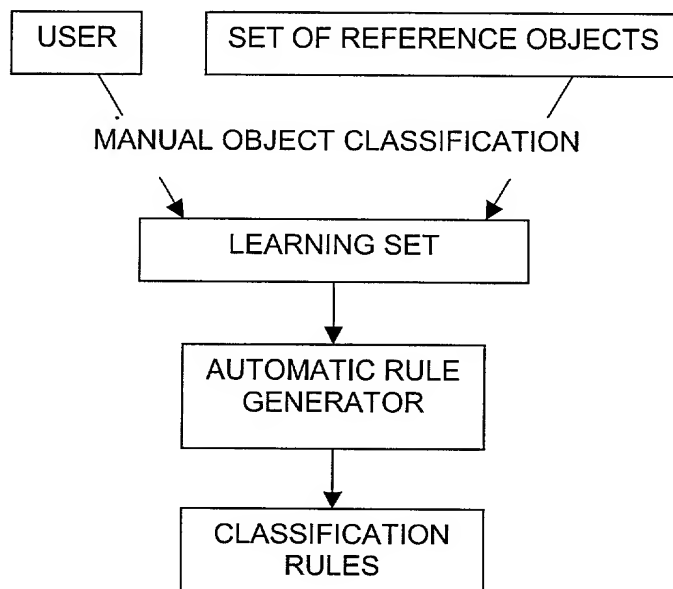 USER
SET OF REFERENCE OBJECTS
MANUAL OBJECT CLASSIFICATION
LEARNING SET
AUTOMATIC RULE
GENERATOR
CLASSIFICATION
RULES